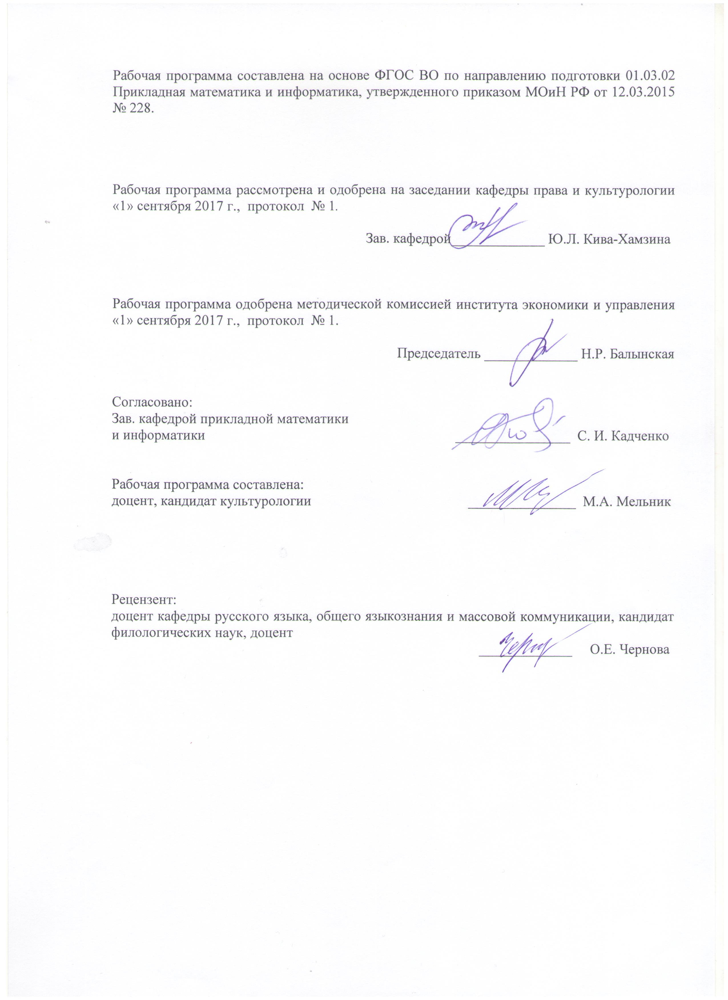 Рабочая программа составлена на основе ФГОС ВО по направлению подготовки 01.03.02
Прикладная математика и информатика, утвержденного приказом МОиН РФ от 12.03.2015
№ 228.
Рабочая программа рассмотрена и одобрена на заседании кафедры права и культурологии
«1» сентября 2017 г., протокол № 1.
Зав. кафедрой_______________ Ю.Л. Кива-Хамзина
Рабочая программа одобрена методической комиссией института экономики и управления
«1» сентября 2017 г., протокол № 1.
Председатель _______________ Н.Р. Балынская
Согласовано:
Зав. кафедрой прикладной математики
и информатики _______________ С. И. Кадченко
Рабочая программа составлена:
доцент, кандидат культурологии _______________ М.А. Мельник
Рецензент:
доцент кафедры русского языка, общего языкознания и массовой коммуникации, кандидат
филологических наук, доцент
_______________ О.Е. Чернова